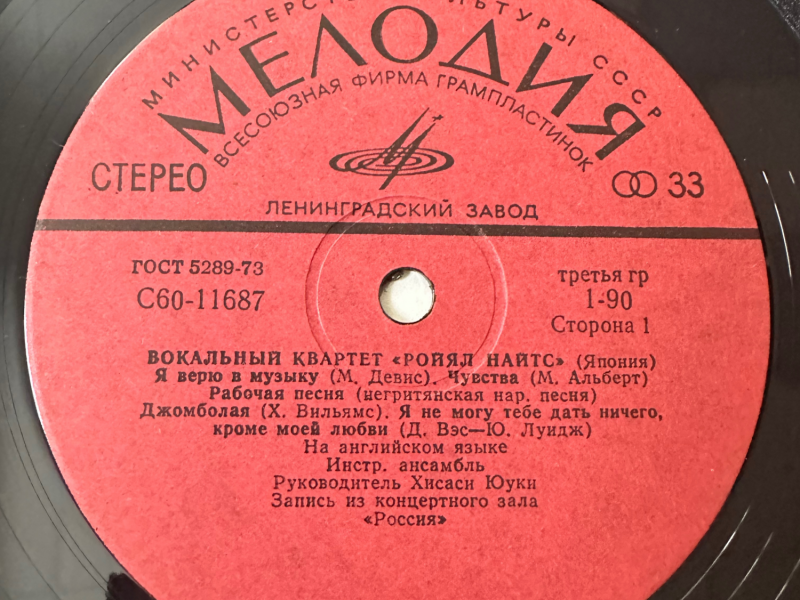 МИНИСТЕРСТВО КУЛЬТУРЫ СССР
МЕЛОДИЯ
ВСЕСОЮЗНАЯ ФИРМА ГРАМПЛАСТИНОК
СТЕРЕО
33
ЛЕНИНГРАДСКИЙ ЗАВОД
ГОСТ 5289-73
третья гр
С60-11687
1-90
Сторона 1
ВОКАЛЬНЫЙ КВАРТЕТ «РОЙЯЛ НАЙТС» (Япония)
Я верю в музыку (М. Девис). Чувства (М. Альберт)
Рабочая песня (негритянская нар. песня)
Джомболая (Х. Вильямс). Я не могу тебе дать ничего,
кроме моей любви (Д. Вэс—Ю. Луидж)
На английском языке
Инстр. ансамбль
Руководитель Хисаси Юуки
Запись из концертного зала
«Россия»